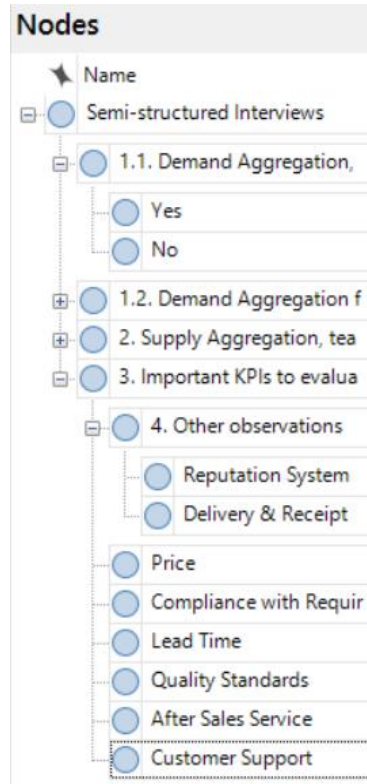 Nodes
Name
Semi-structured Interviews
1.1. Demand Aggregation,
Yes
No
1.2. Demand Aggregation f
2. Supply Aggregation, tea
3. Important KPIs to evalua
4. Other observations
Reputation System
Delivery & Receipt
Price
Compliance with Requir
Lead Time
Quality Standards
After Sales Service
Customer Support